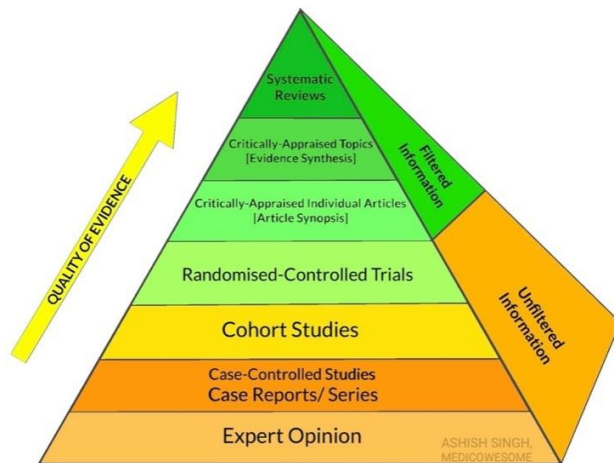 Systematic
Reviews
Critically-Appraised Topics
[Evidence Synthesis]
Critically-Appraised Individual Articles
[Article Synopsis]
Randomised-Controlled Trials
Cohort Studies
Case-Controlled Studies
Case Reports/ Series
Expert Opinion
QUALITY OF EVIDENCE
Filtered
Information
Unfiltered
Information
ASHISH SINGH,
MEDICOWESOME